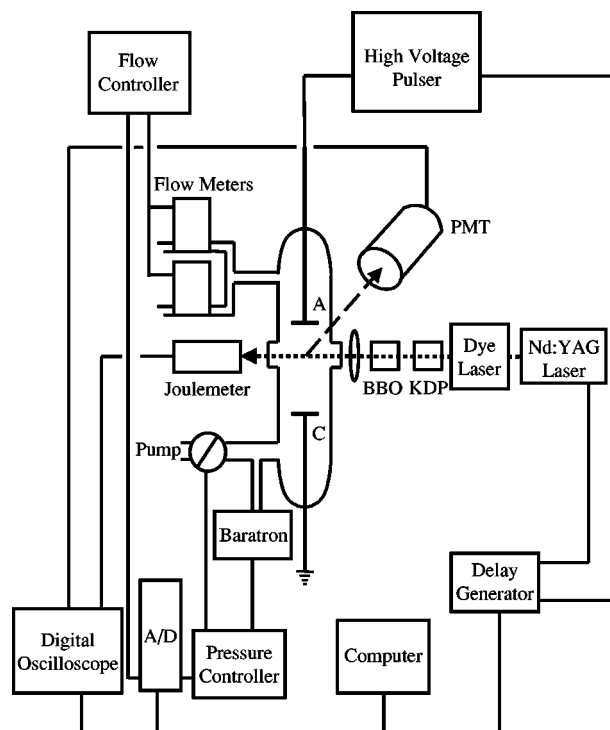 Flow
Controller
High Voltage
Pulser
Flow Meters
PMT
A
Joulemeter
BBO
KDP
Dye
Laser
Nd:YAG
Laser
C
Pump
Baratron
Delay
Generator
Digital
Oscilloscope
A/D
Pressure
Controller
Computer